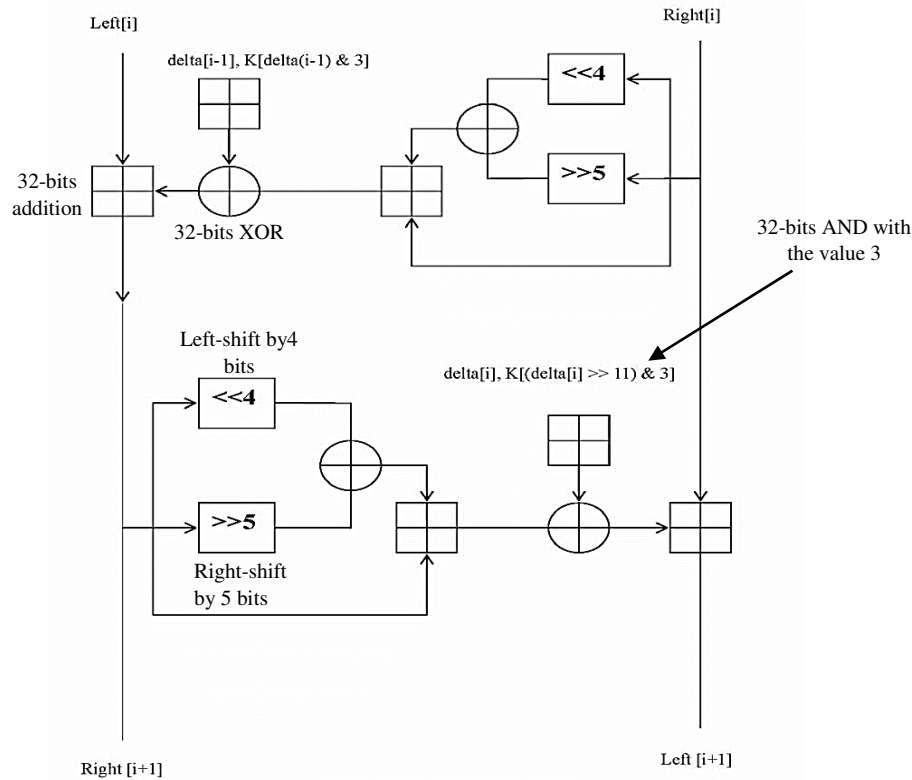 Left[i]
Right[i]
delta[i-1], K[delta(i-1) & 3]
<<4
>>5
32-bits
addition
32-bits XOR
32-bits AND with
the value 3
Left-shift by4
bits
<<4
delta[i], K[(delta[i] >> 11) & 3]
>>5
Right-shift
by 5 bits
Right [i+1]
Left [i+1]